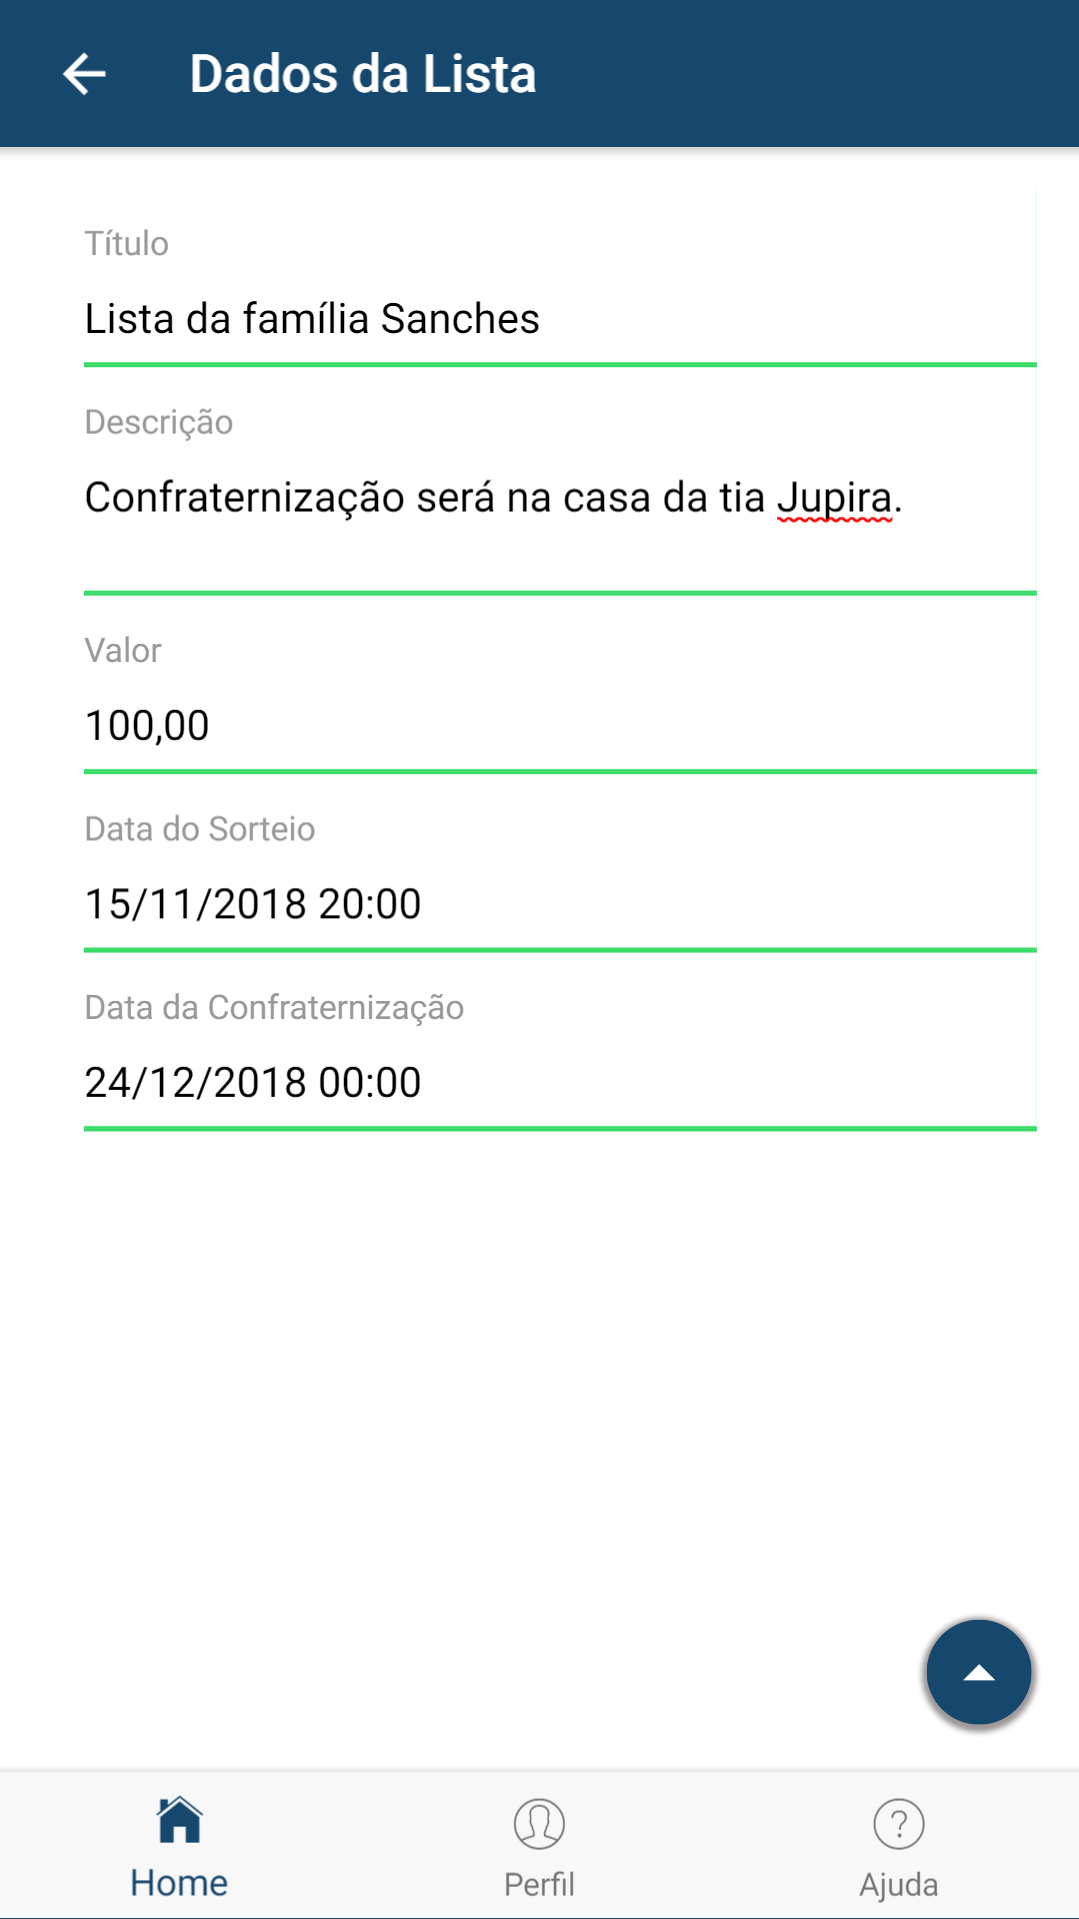 Dados da Lista
Título
Lista da família Sanches
Descrição
Confraternização será na casa da tia Jupira.
Valor
100,00
Data do Sorteio
15/11/2018 20:00
Data da Confraternização
24/12/2018 00:00
Home
Perfil
?
Ajuda